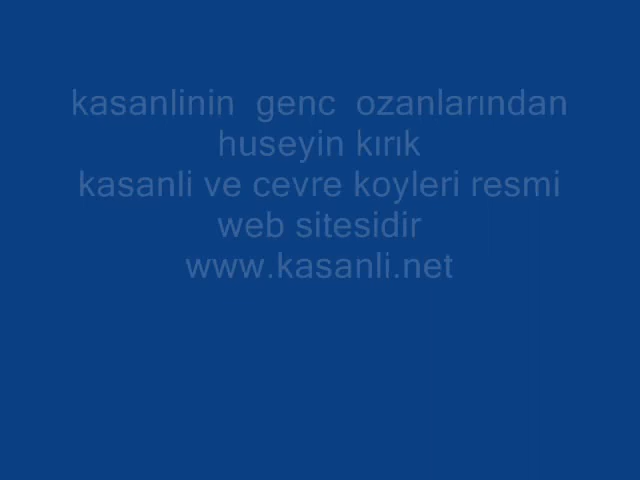 kasanlinin genc ozanlarından
huseyin kırık
kasanli ve cevre koyleri resmi
web sitesidir
www.kasanli.net